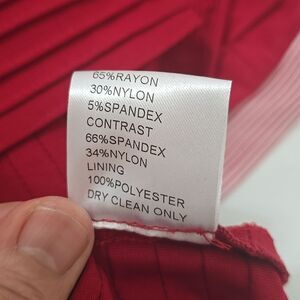 65%RAYON
30%NYLON
5%SPANDEX
CONTRAST
66%SPANDEX
34%NYLON
LINING
100%POLYESTER
DRY CLEAN ONLY